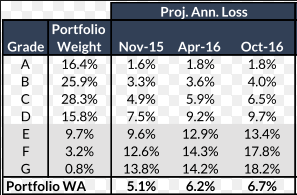 Proj. Ann. Loss
Portfolio
Grade Weight Nov-15 Apr-16 Oct-16
A 16.4% 1.6% 1.8% 1.8%
B 25.9% 3.3% 3.6% 4.0%
C 28.3% 4.9% 5.9% 6.5%
D 15.8% 7.5% 9.2% 9.7%
E 9.7% 9.6% 12.9% 13.4%
F 3.2% 12.6% 14.3% 17.8%
G 0.8% 13.8% 14.2% 18.2%
Portfolio WA 5.1% 6.2% 6.7%